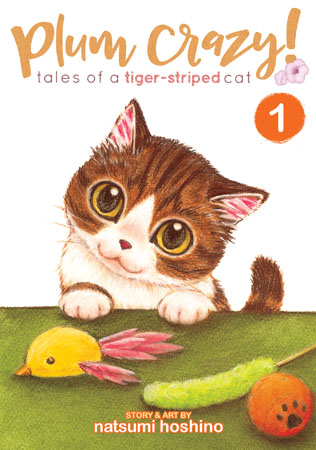 Plum Crazy!
tales of a tiger-striped cat
1
STORY & ART BY
natsumi hoshino